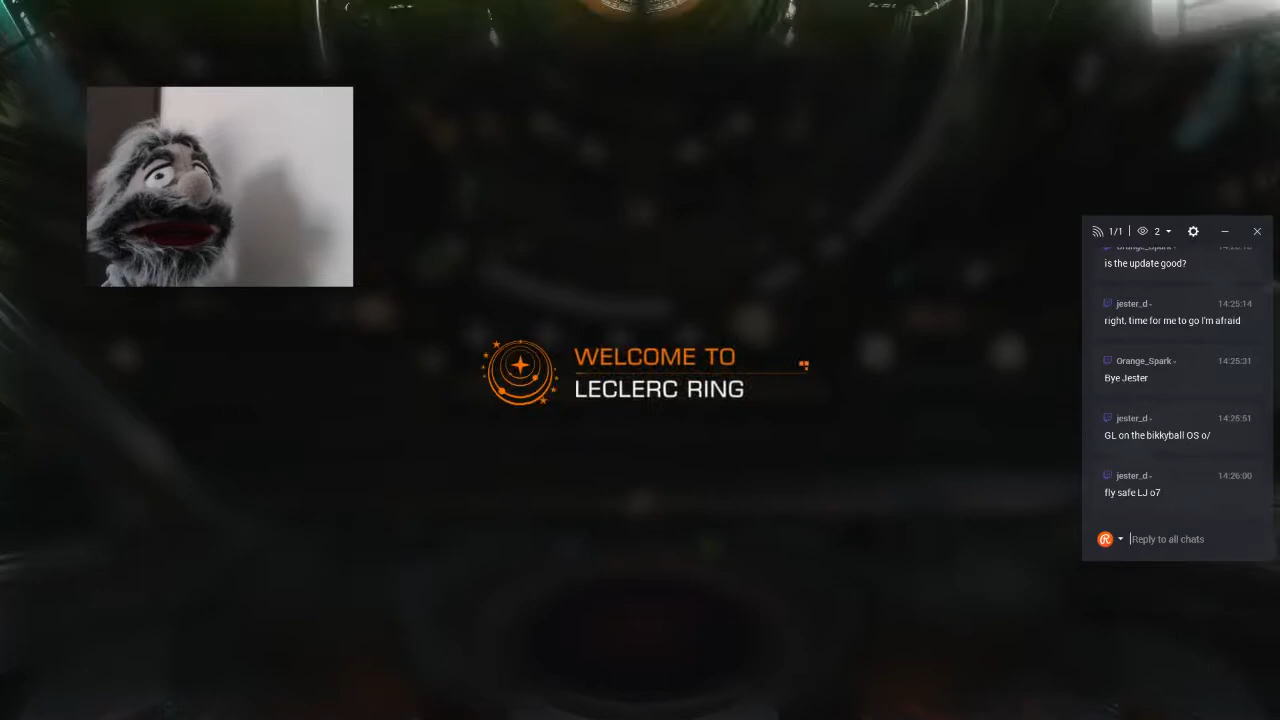 WELCOME TO
LECLERC RING
1/1
2
is the update good?
jester_d
14:25:14
right, time for me to go I'm afraid
Orange_Spark
14:25:31
Bye Jester
jester_d
14:25:51
GL on the bikkyball OS o/
jester_d
14:26:00
fly safe LJ o7
Reply to all chats